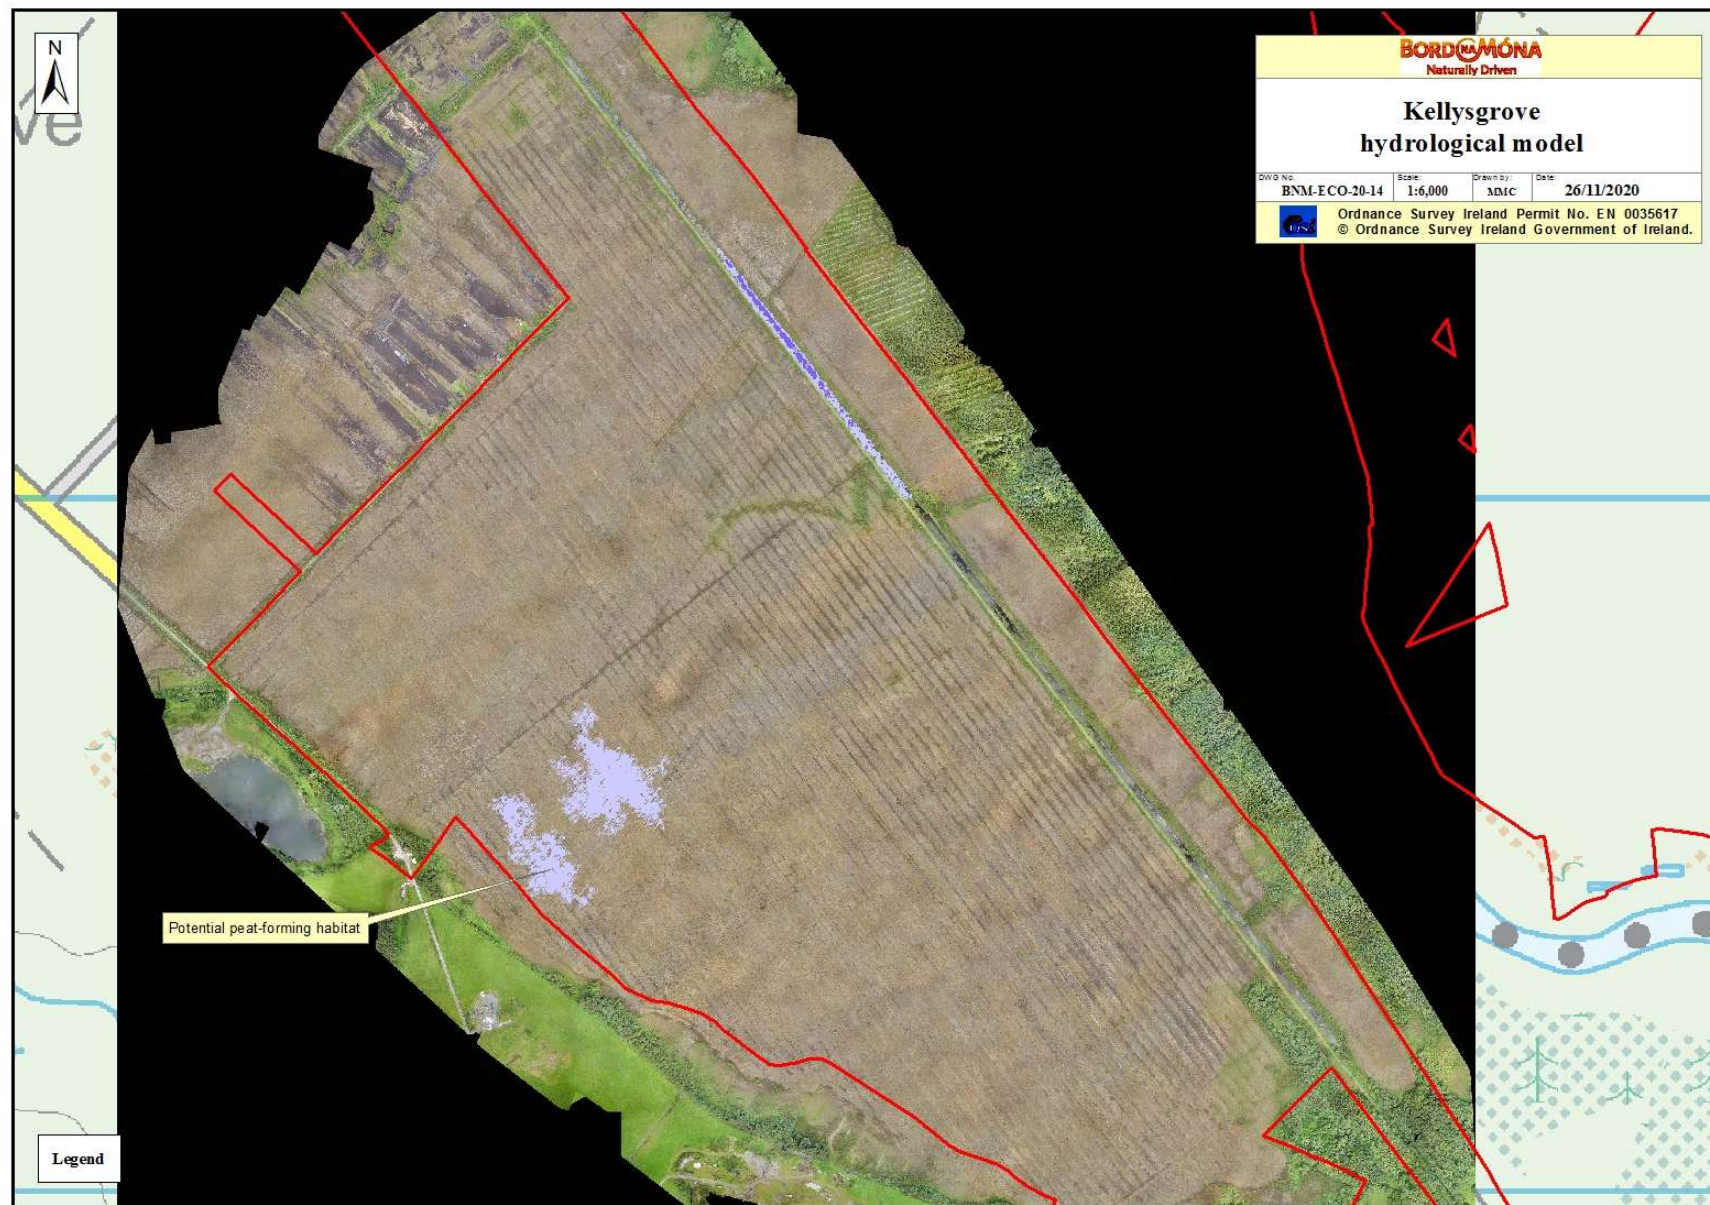 N
ve
BORD NA MÓNA
Naturally Driven
Kellysgrove
hydrological model
DWG No. Scale: Drawn by: Date:
BNM-ECO-20-14 1:6,000 MMC 26/11/2020
Ordnance Survey Ireland Permit No. EN 0035617
© Ordnance Survey Ireland Government of Ireland.
Potential peat-forming habitat
Legend